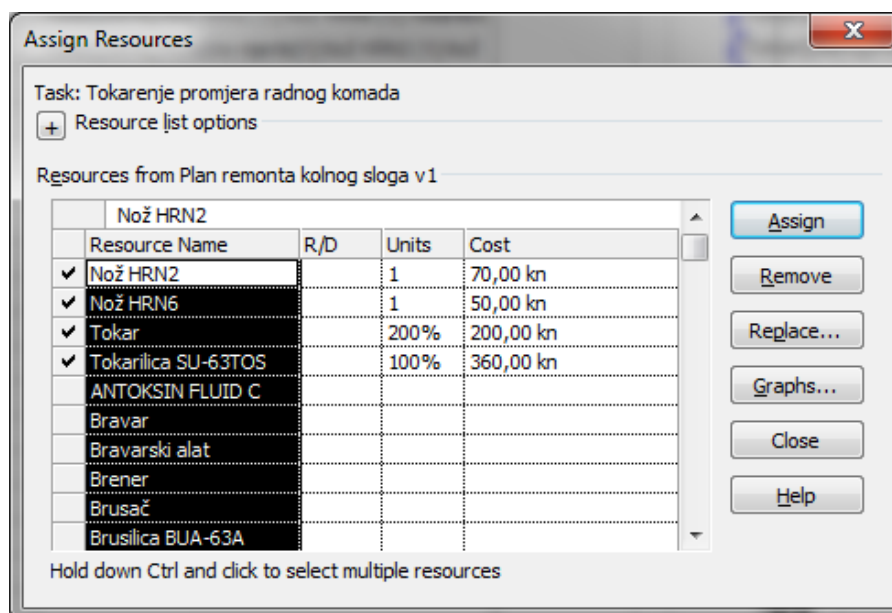 Assign Resources
X
Task: Tokarenje promjera radnog komada
+ Resource list options
Resources from Plan remonta kolnog sloga v1
Nož HRN2
Resource Name R/D Units Cost
✔ Nož HRN2 1 70,00 kn
✔ Nož HRN6 1 50,00 kn
✔ Tokar 200% 200,00 kn
✔ Tokarilica SU-63TOS 100% 360,00 kn
ANTOKSIN FLUID C
Bravar
Bravarski alat
Brener
Brusač
Brusilica BUA-63A
Assign
Remove
Replace...
Graphs...
Close
Help
Hold down Ctrl and click to select multiple resources